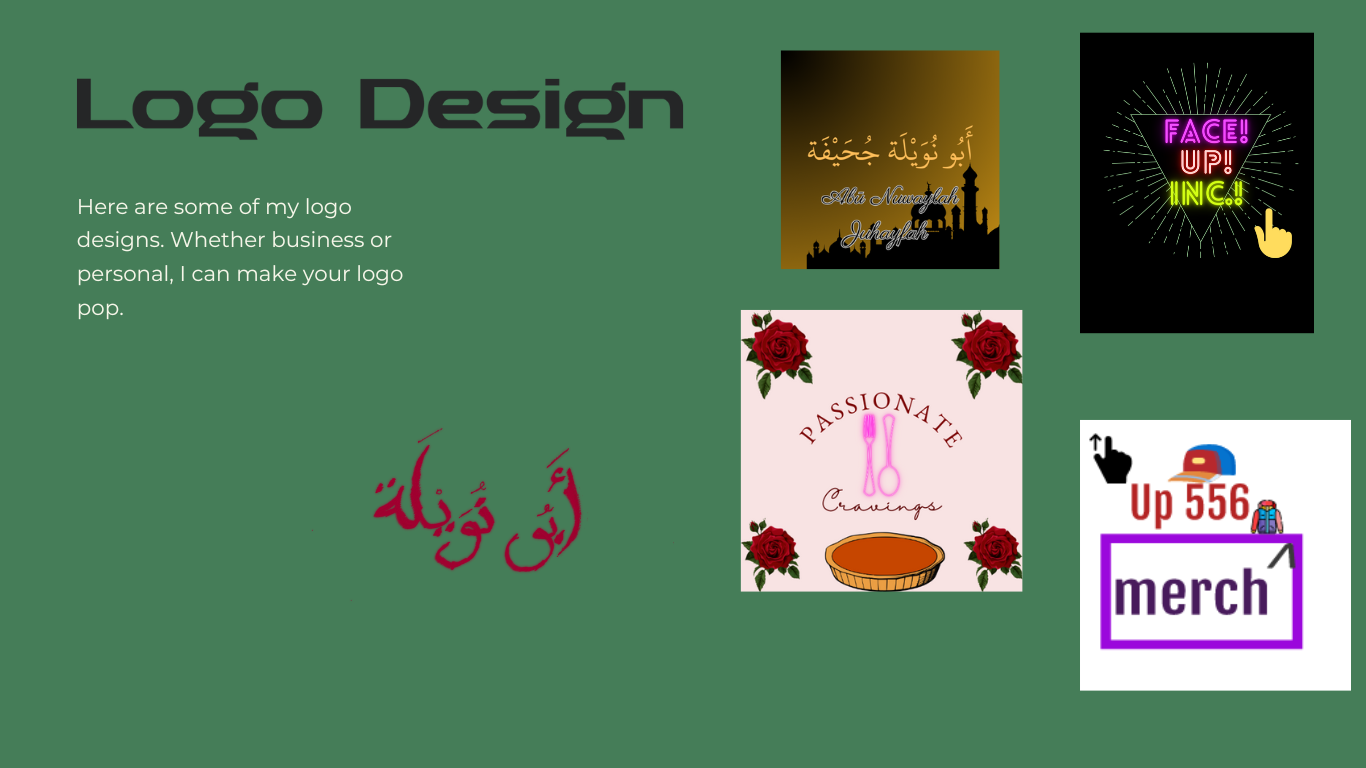 Logo Design
Here are some of my logo
designs. Whether business or
personal, I can make your logo
pop.
أَبُو نُوَيْلَة
أَبُو نُوَيْلَة جُحَيْفَة
Abū Nuwaylah
Juhayfah
PASSIONATE
Cravings
FACE!
UP!
INC.!
Up 556
merch